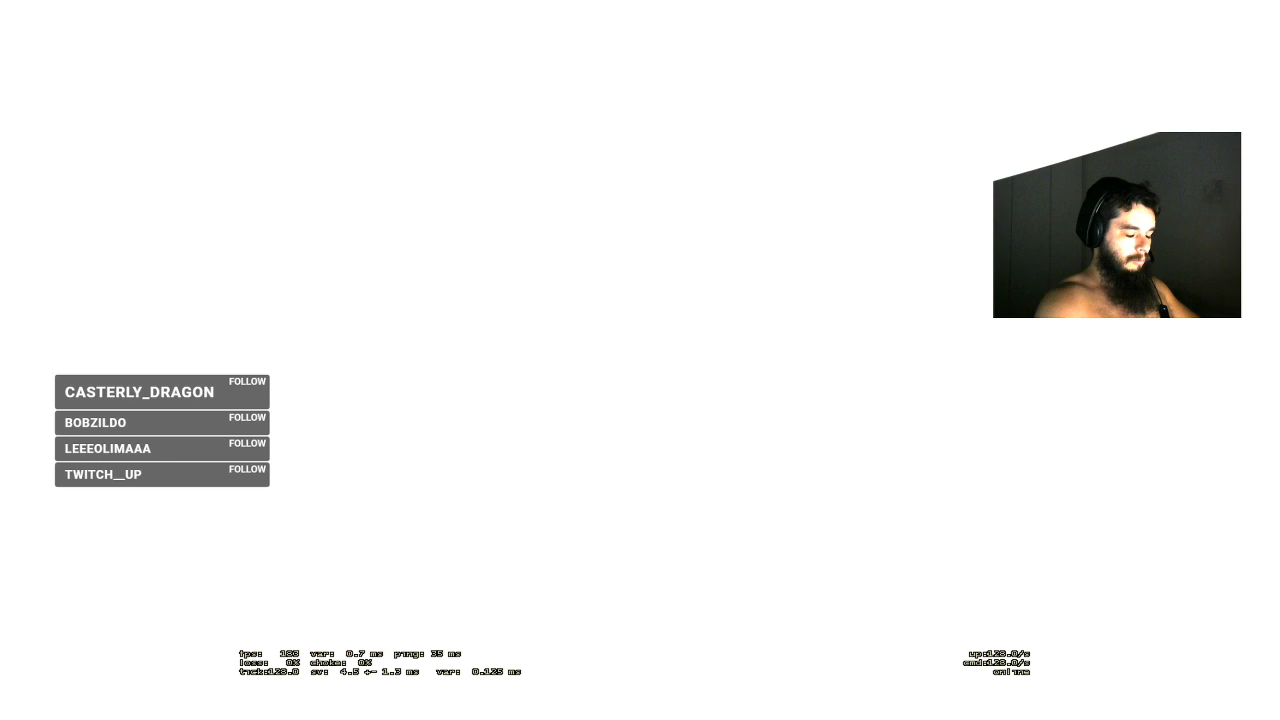 CASTERLY_DRAGON FOLLOW
BOBZILDO FOLLOW
LEEEOLIMAAA FOLLOW
TWITCH__UP FOLLOW
fps: 183 var: 0.7 ms ping: 35 ms
loss: 0% choke: 0%
tick:128.0 sv: 4.5 +- 1.3 ms var: 0.125 ms
up:128.0/s
cmd:128.0/s
online